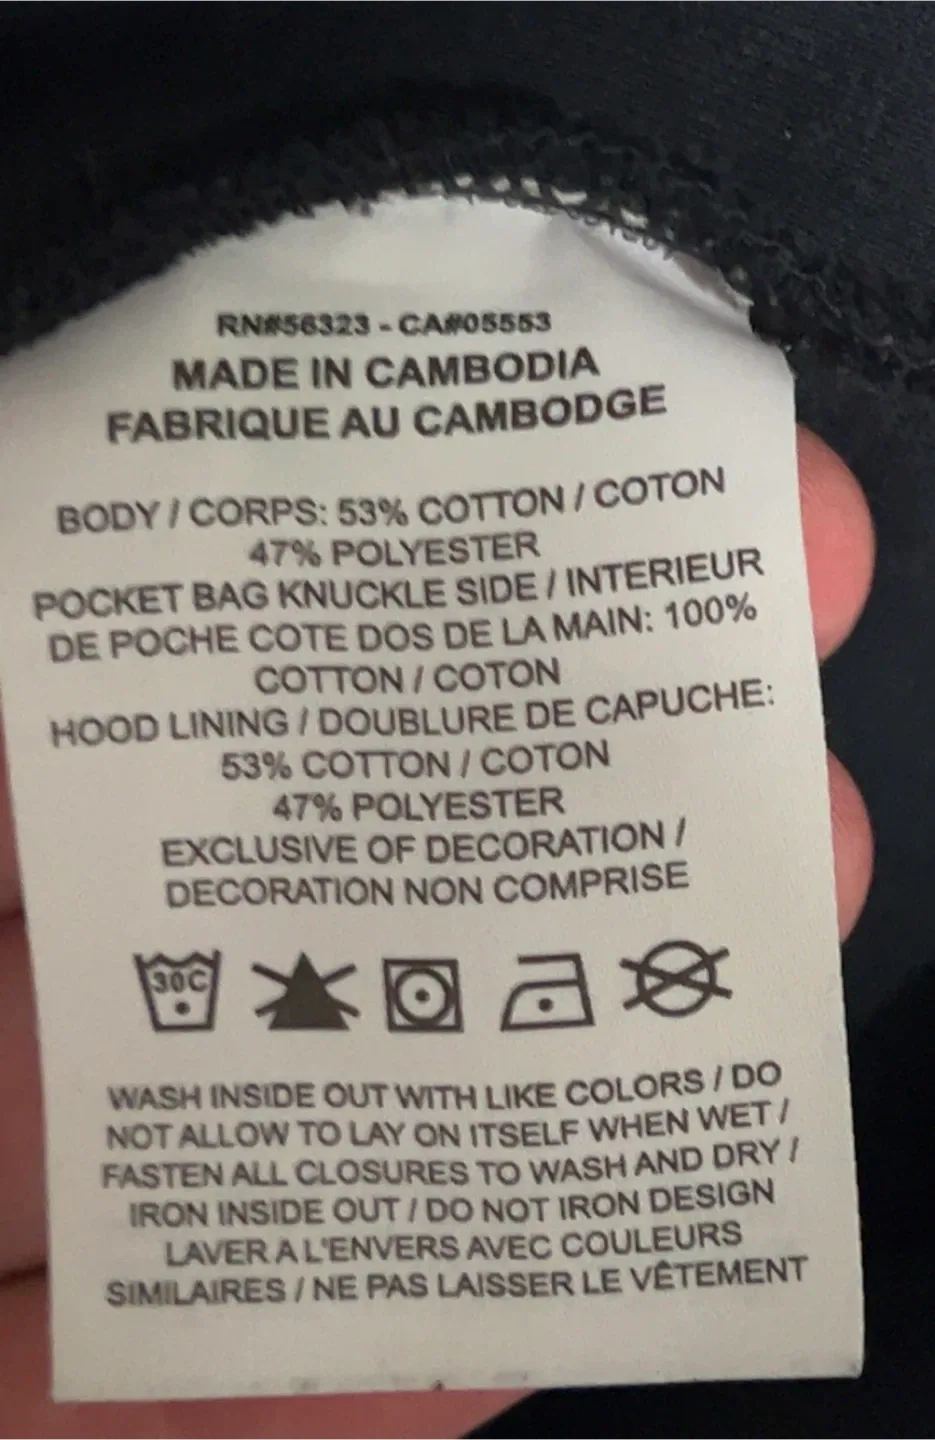 RN#56323 - CA#05553
MADE IN CAMBODIA
FABRIQUE AU CAMBODGE
BODY / CORPS: 53% COTTON / COTON
47% POLYESTER
POCKET BAG KNUCKLE SIDE / INTERIEUR
DE POCHE COTE DOS DE LA MAIN: 100%
COTTON / COTON
HOOD LINING / DOUBLURE DE CAPUCHE:
53% COTTON / COTON
47% POLYESTER
EXCLUSIVE OF DECORATION /
DECORATION NON COMPRISE
30C
WASH INSIDE OUT WITH LIKE COLORS / DO
NOT ALLOW TO LAY ON ITSELF WHEN WET /
FASTEN ALL CLOSURES TO WASH AND DRY /
IRON INSIDE OUT / DO NOT IRON DESIGN
LAVER A L'ENVERS AVEC COULEURS
SIMILAIRES / NE PAS LAISSER LE VÊTEMENT